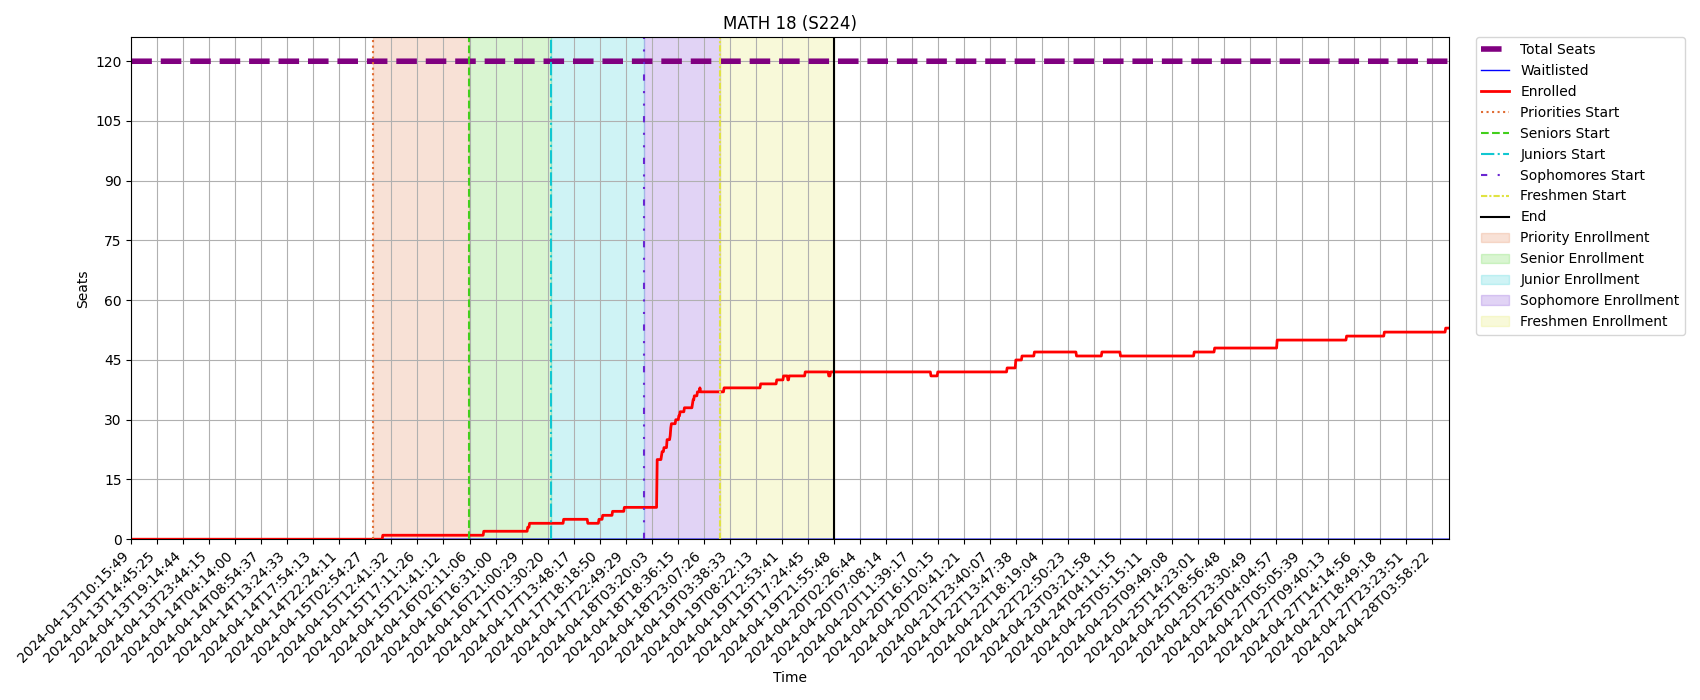 MATH 18 (S224)
Seats
120
105
90
75
60
45
30
15
0
2024-04-13T10:15:49
2024-04-13T14:45:25
2024-04-13T19:14:44
2024-04-13T23:44:15
2024-04-14T04:14:00
2024-04-14T08:54:37
2024-04-14T13:24:33
2024-04-14T17:54:13
2024-04-14T22:24:11
2024-04-15T02:54:27
2024-04-15T12:41:32
2024-04-15T17:11:26
2024-04-15T21:41:12
2024-04-16T02:11:06
2024-04-16T16:31:00
2024-04-16T21:00:29
2024-04-17T01:30:20
2024-04-17T13:48:17
2024-04-17T18:18:50
2024-04-17T22:49:29
2024-04-18T03:20:03
2024-04-18T18:36:15
2024-04-18T23:07:26
2024-04-19T03:38:33
2024-04-19T08:22:13
2024-04-19T12:53:41
2024-04-19T17:24:45
2024-04-19T21:55:48
2024-04-20T02:26:44
2024-04-20T07:08:14
2024-04-20T11:39:17
2024-04-20T16:10:15
2024-04-20T20:41:21
2024-04-21T23:40:07
2024-04-22T13:47:38
2024-04-22T18:19:04
2024-04-22T22:50:23
2024-04-23T03:21:58
2024-04-24T04:11:15
2024-04-25T05:15:11
2024-04-25T09:49:08
2024-04-25T14:23:01
2024-04-25T18:56:48
2024-04-25T23:30:49
2024-04-26T04:04:57
2024-04-27T05:05:39
2024-04-27T09:40:13
2024-04-27T14:14:56
2024-04-27T18:49:18
2024-04-27T23:23:51
2024-04-28T03:58:22
Time
Total Seats
Waitlisted
Enrolled
Priorities Start
Seniors Start
Juniors Start
Sophomores Start
Freshmen Start
End
Priority Enrollment
Senior Enrollment
Junior Enrollment
Sophomore Enrollment
Freshmen Enrollment